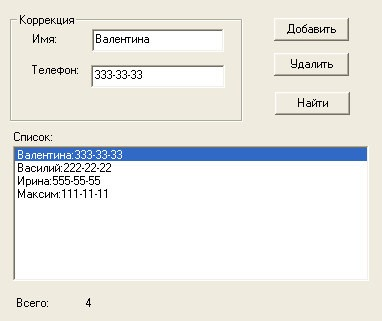 Коррекция
Имя: Валентина
Телефон: 333-33-33
Добавить
Удалить
Найти
Список:
Валентина:333-33-33
Василий:222-22-22
Ирина:555-55-55
Максим:111-11-11
Всего: 4